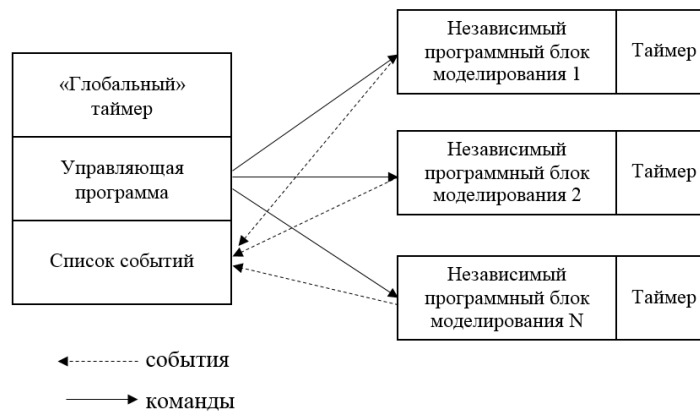 «Глобальный»
таймер
Управляющая
программа
Список событий
Независимый
программный блок
моделирования 1
Таймер
Независимый
программный блок
моделирования 2
Таймер
Независимый
программный блок
моделирования N
Таймер
события
команды